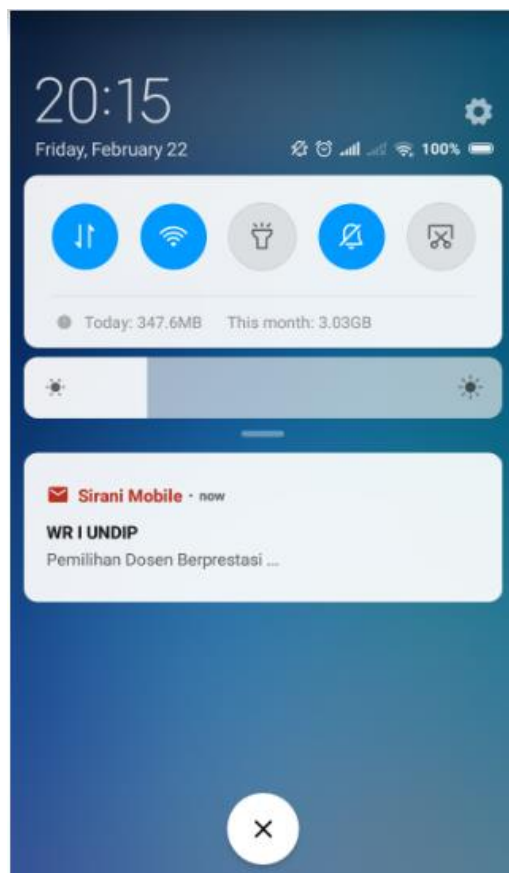 20:15
Friday, February 22
100%
Today: 347.6MB This month: 3.03GB
Sirani Mobile · now
WR I UNDIP
Pemilihan Dosen Berprestasi ...